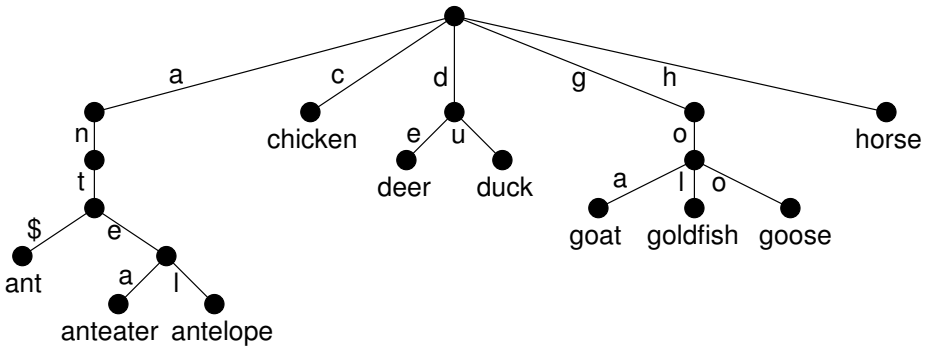 a c d g h
n chicken e u o horse
t deer duck a l o
$ e goat goldfish goose
ant a l
anteater antelope